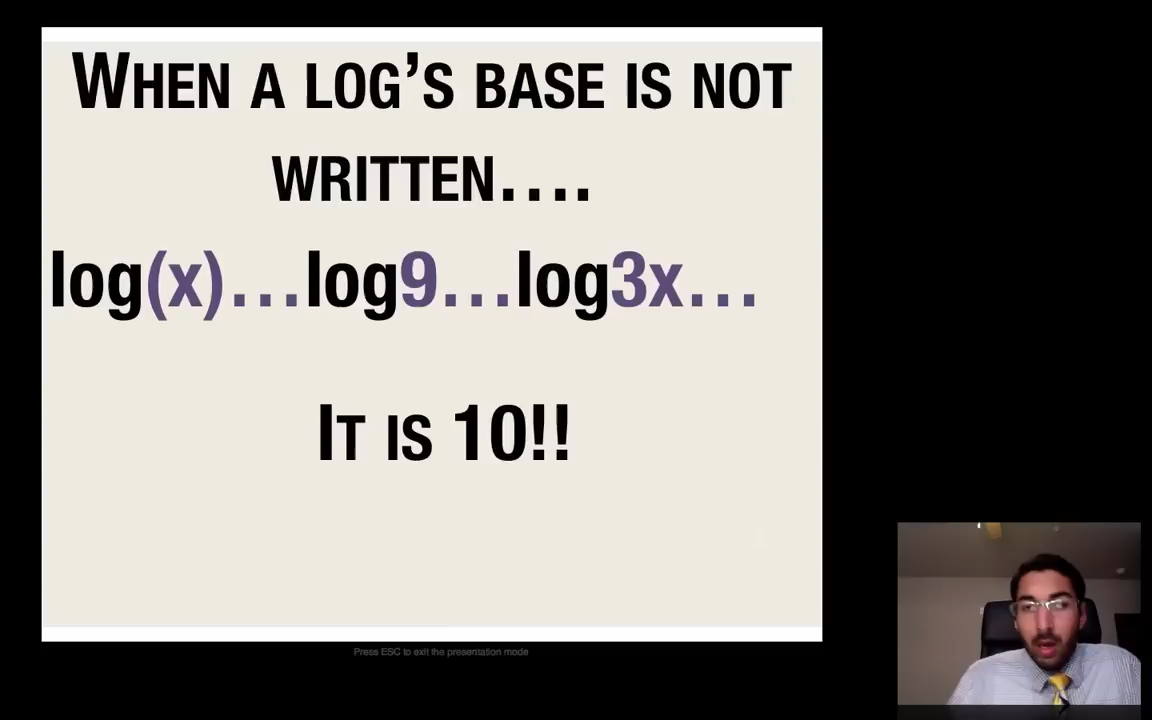 WHEN A LOG’S BASE IS NOT
WRITTEN....
log(x)...log9...log3x...
IT IS 10!!
Press ESC to exit the presentation mode